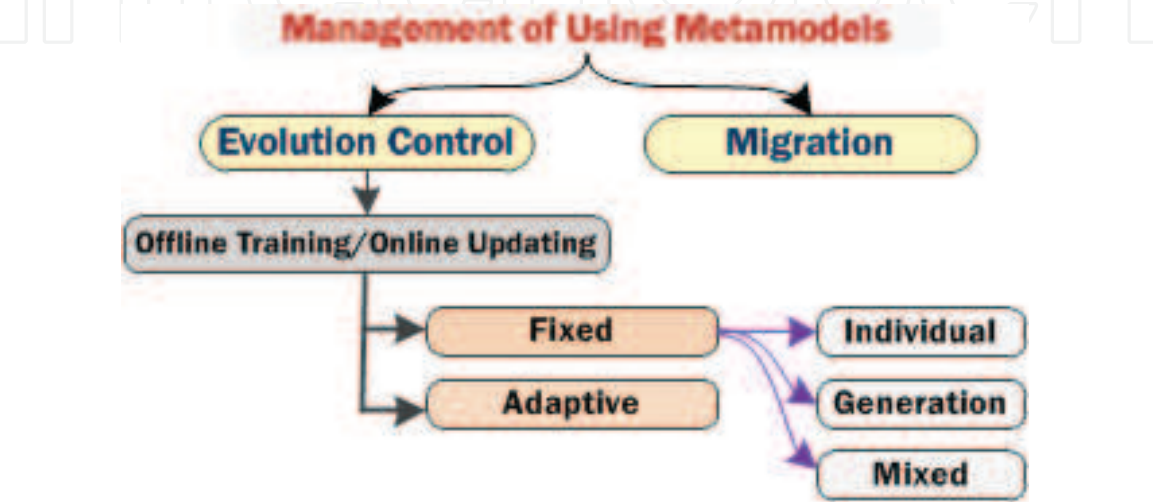 Management of Using Metamodels
Evolution Control
Migration
Offline Training/Online Updating
Fixed
Individual
Adaptive
Generation
Mixed